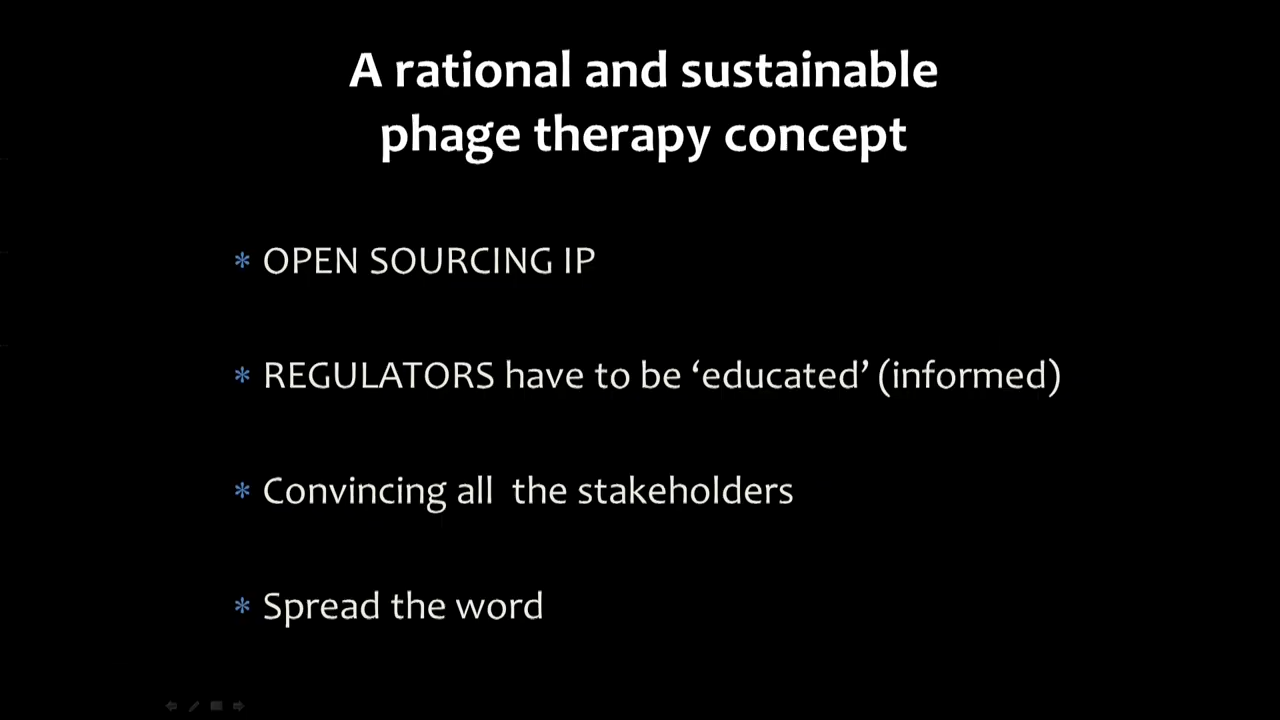 A rational and sustainable
phage therapy concept
* OPEN SOURCING IP
* REGULATORS have to be ‘educated’ (informed)
* Convincing all  the stakeholders
* Spread the word